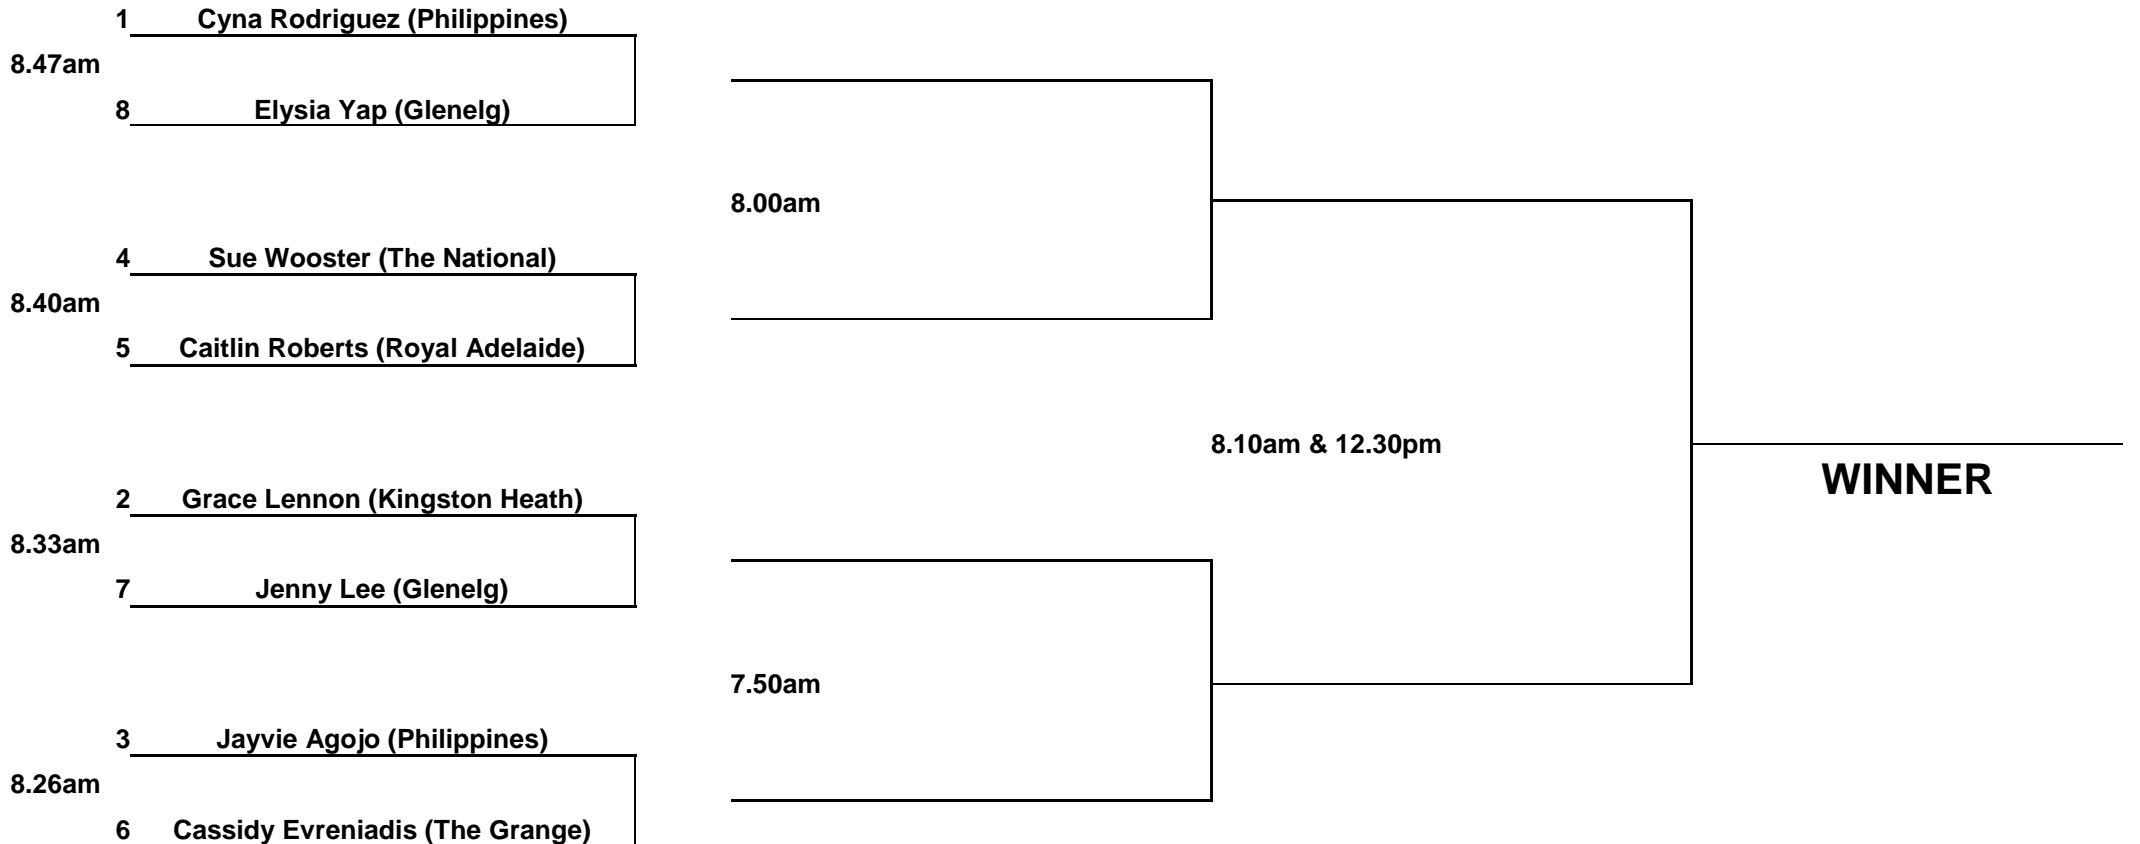 1 Cyna Rodriguez (Philippines)
8.47am
8 Elysia Yap (Glenelg)
8.00am
4 Sue Wooster (The National)
8.40am
5 Caitlin Roberts (Royal Adelaide)
8.10am & 12.30pm
WINNER
2 Grace Lennon (Kingston Heath)
8.33am
7 Jenny Lee (Glenelg)
7.50am
3 Jayvie Agojo (Philippines)
8.26am
6 Cassidy Evreniadis (The Grange)